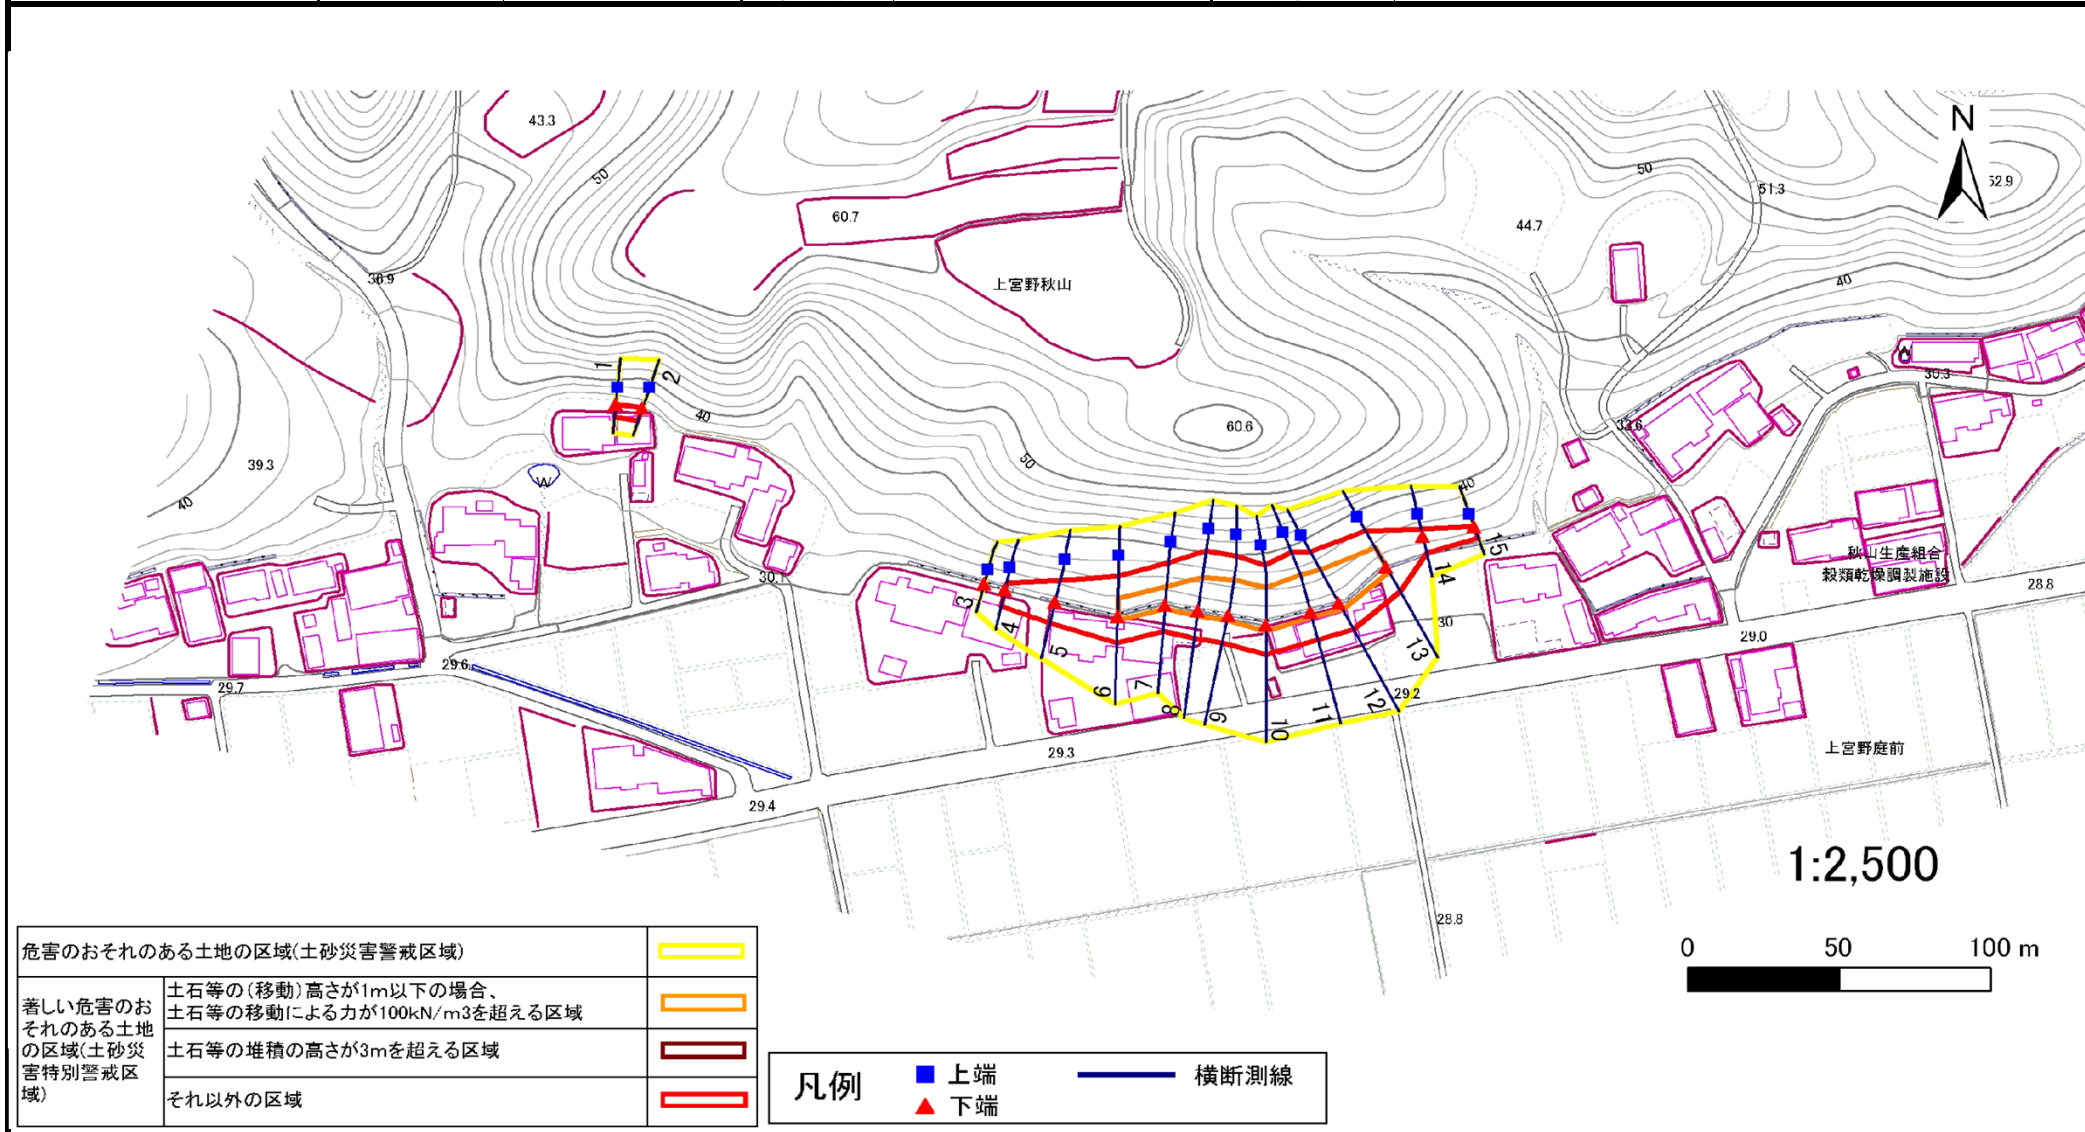 43.3
N
50
50
51.3
52.9
60.7
44.7
36.9
上宮野秋山
40
1
2
30.3
40
60.6
33.6
39.3
50
W
40
40
秋山生産組合
穀類乾燥調製施設
30.1
28.8
3
4
5
6
7
8
9
10
11
12
13
14
15
30
29.0
29.6
29.7
29.2
29.3
上宮野庭前
29.4
1:2,500
28.8
0 50 100 m
危害のおそれのある土地の区域(土砂災害警戒区域)
著しい危害のお
それのある土地
の区域(土砂災
害特別警戒区
域)
土石等の(移動)高さが1m以下の場合、
土石等の移動による力が100kN/m3を超える区域
土石等の堆積の高さが3mを超える区域
それ以外の区域
凡例
上端
下端
横断測線